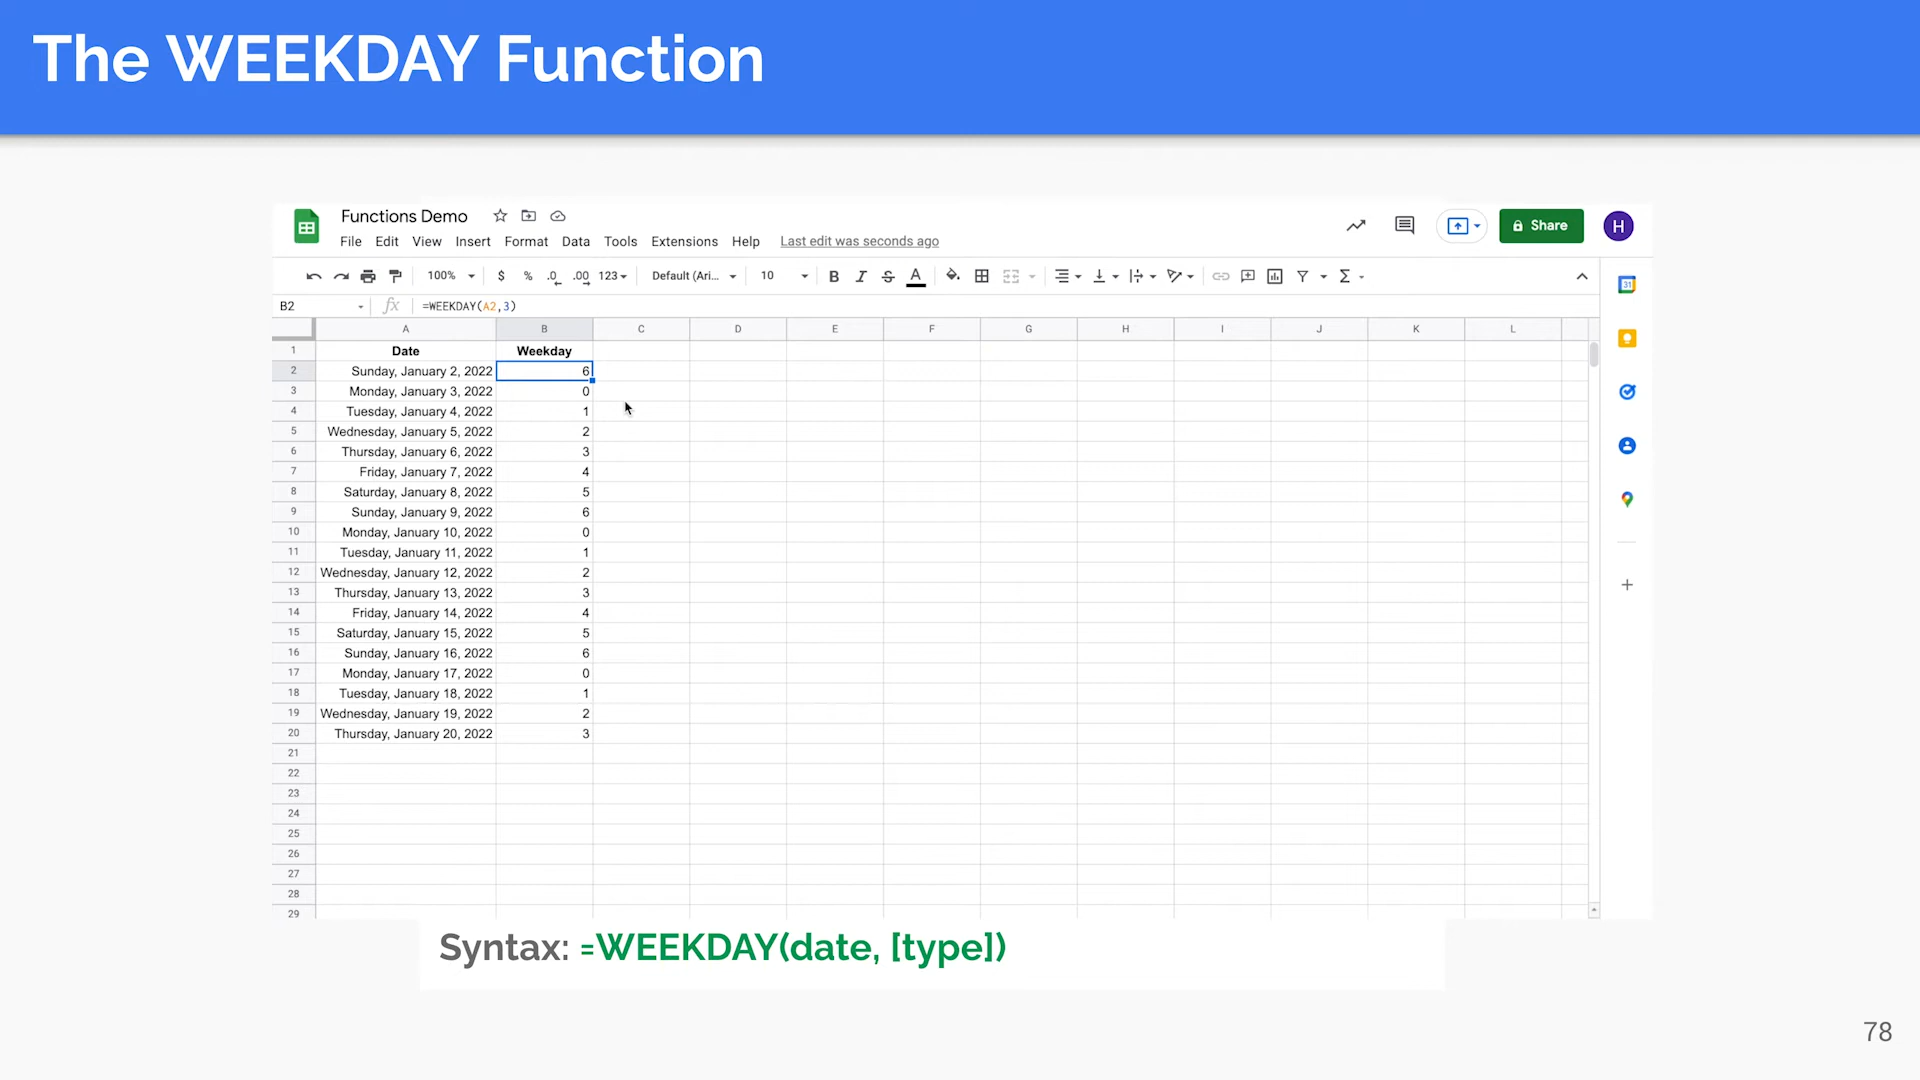 The WEEKDAY Function
Functions Demo
File Edit View Insert Format Data Tools Extensions Help Last edit was seconds ago
Share
H
100% $ % .0 .00 123 Default (Ari... 10 B I S A Σ
31
B2 fx =WEEKDAY(A2,3)
A B C D E F G H I J K L
1 Date Weekday
2 Sunday, January 2, 2022 6
3 Monday, January 3, 2022 0
4 Tuesday, January 4, 2022 1
5 Wednesday, January 5, 2022 2
6 Thursday, January 6, 2022 3
7 Friday, January 7, 2022 4
8 Saturday, January 8, 2022 5
9 Sunday, January 9, 2022 6
10 Monday, January 10, 2022 0
11 Tuesday, January 11, 2022 1
12 Wednesday, January 12, 2022 2
13 Thursday, January 13, 2022 3
14 Friday, January 14, 2022 4
15 Saturday, January 15, 2022 5
16 Sunday, January 16, 2022 6
17 Monday, January 17, 2022 0
18 Tuesday, January 18, 2022 1
19 Wednesday, January 19, 2022 2
20 Thursday, January 20, 2022 3
21
22
23
24
25
26
27
28
29
Syntax: =WEEKDAY(date, [type])
78